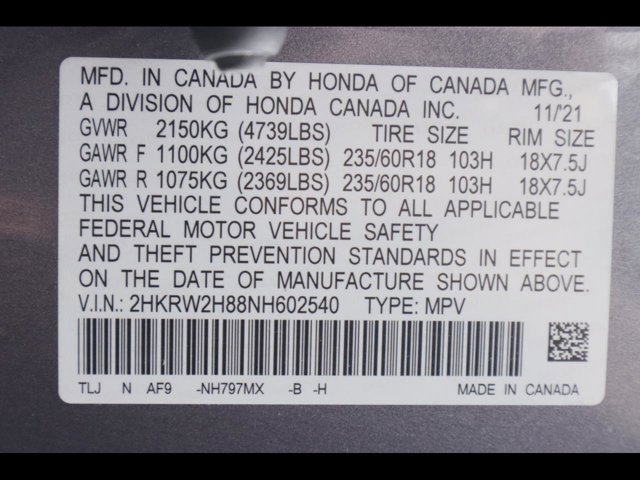 MFD. IN CANADA BY HONDA OF CANADA MFG.,
A DIVISION OF HONDA CANADA INC. 11/'21
GVWR 2150KG (4739LBS) TIRE SIZE RIM SIZE
GAWR F 1100KG (2425LBS) 235/60R18 103H 18X7.5J
GAWR R 1075KG (2369LBS) 235/60R18 103H 18X7.5J
THIS VEHICLE CONFORMS TO ALL APPLICABLE
FEDERAL MOTOR VEHICLE SAFETY
AND THEFT PREVENTION STANDARDS IN EFFECT
ON THE DATE OF MANUFACTURE SHOWN ABOVE.
V.I.N.: 2HKRW2H88NH602540 TYPE: MPV
TLJ N AF9 -NH797MX -B -H MADE IN CANADA